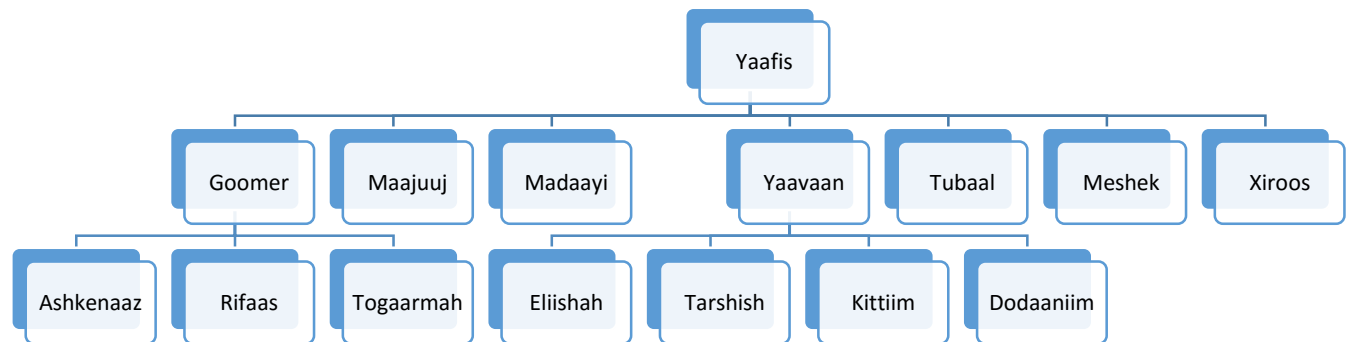 Yaafis
Goomer
Maajuuj
Madaayi
Yaavaan
Tubaal
Meshek
Xiroos
Ashkenaaz
Rifaas
Togaarmah
Eliishah
Tarshish
Kittiim
Dodaaniim